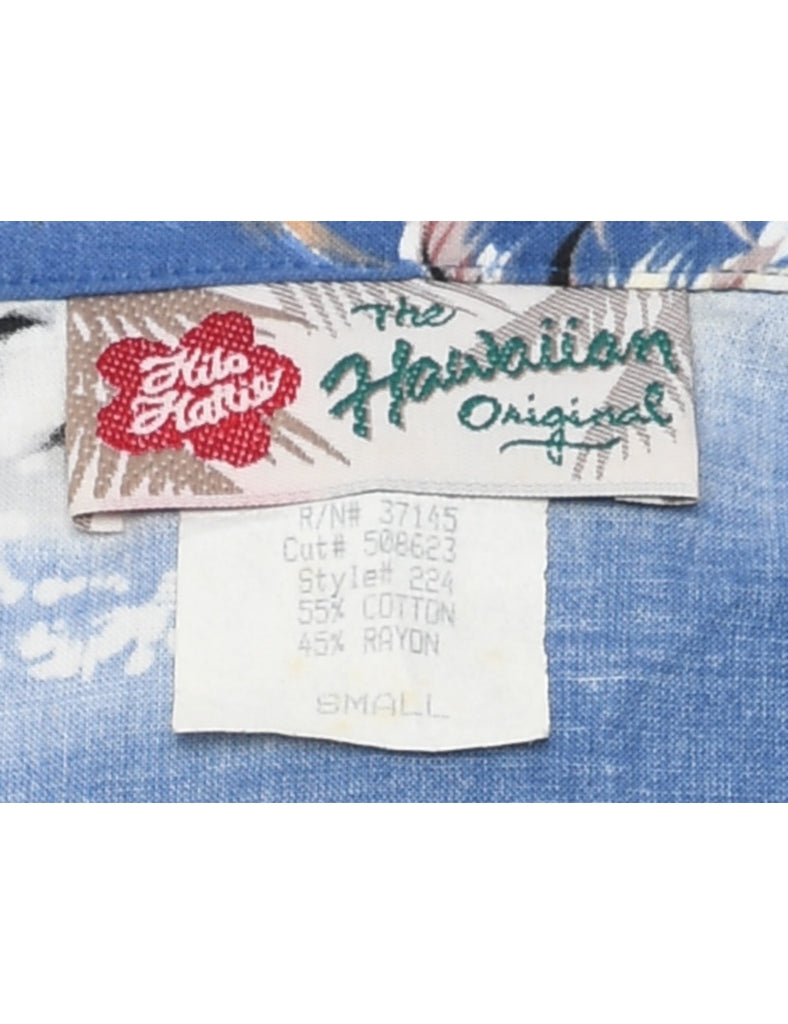 Hilo
Hattie
The
Hawaiian
Original
R/N# 37145
Cut# 508623
Style# 224
55% COTTON
45% RAYON
SMALL